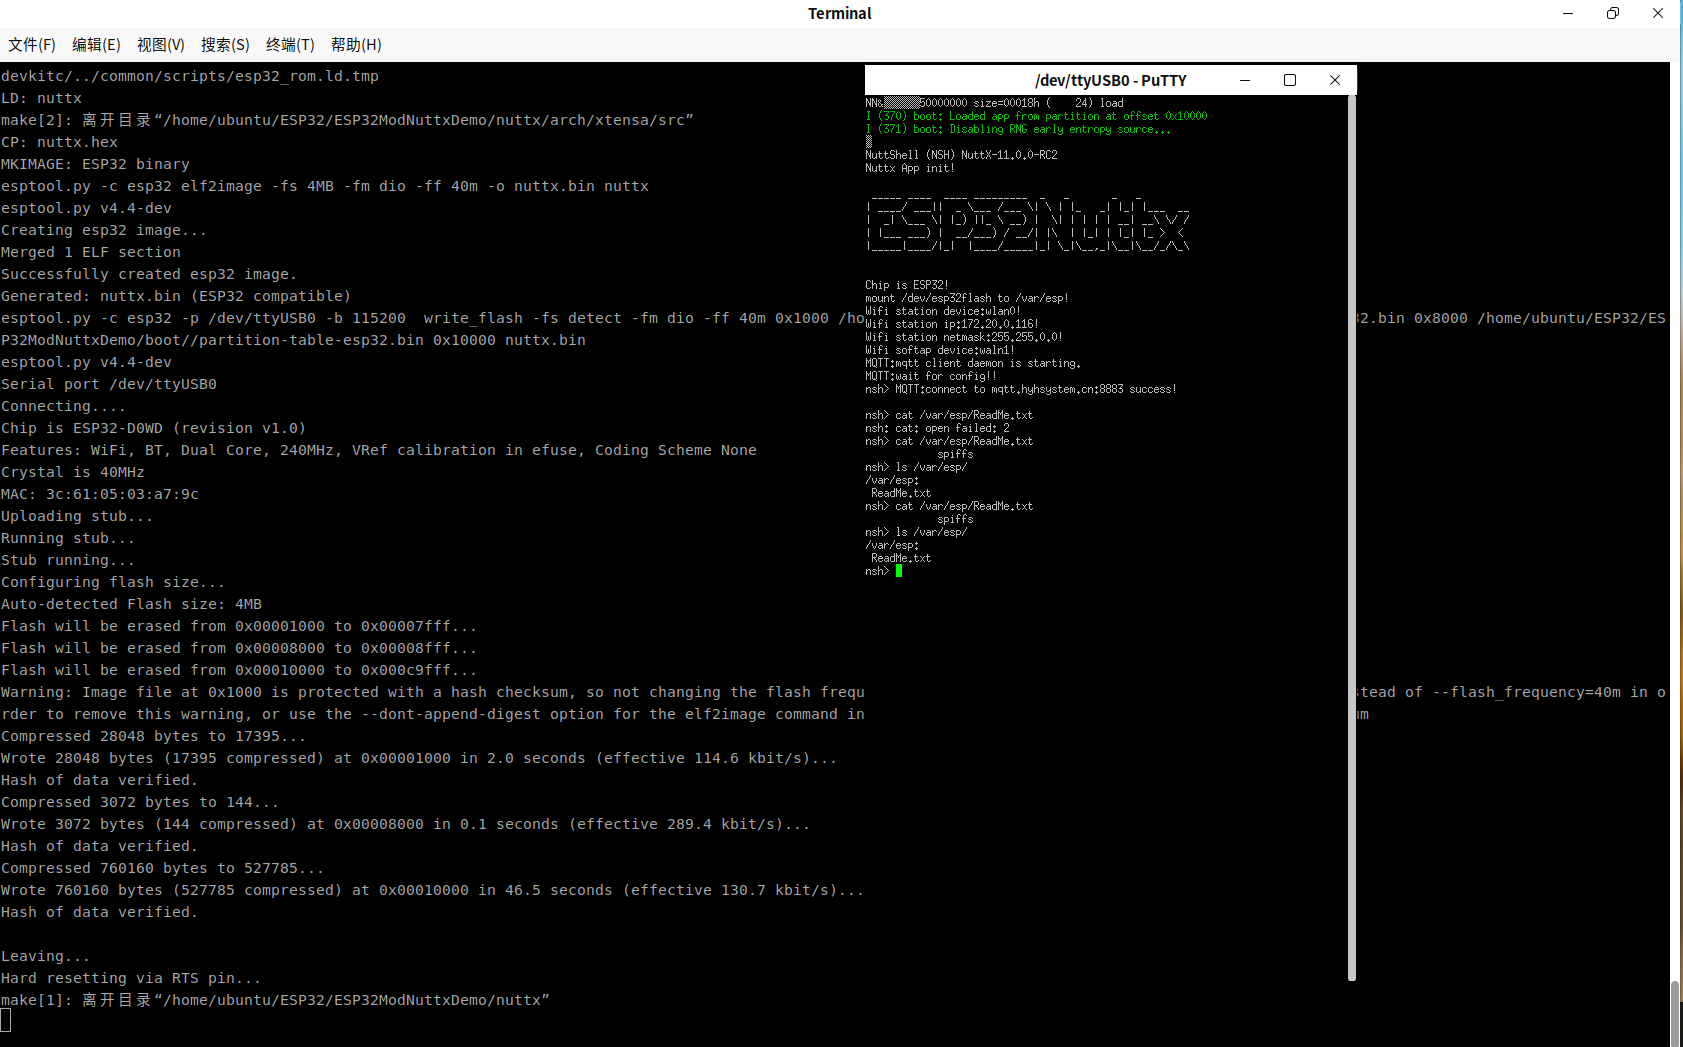 Terminal
文件(F) 编辑(E) 视图(V) 搜索(S) 终端(T) 帮助(H)
devkitc/../common/scripts/esp32_rom.ld.tmp
LD: nuttx
make[2]: 离开目录“/home/ubuntu/ESP32/ESP32ModNuttxDemo/nuttx/arch/xtensa/src”
CP: nuttx.hex
MKIMAGE: ESP32 binary
esptool.py -c esp32 elf2image -fs 4MB -fm dio -ff 40m -o nuttx.bin nuttx
esptool.py v4.4-dev
Creating esp32 image...
Merged 1 ELF section
Successfully created esp32 image.
Generated: nuttx.bin (ESP32 compatible)
esptool.py -c esp32 -p /dev/ttyUSB0 -b 115200  write_flash -fs detect -fm dio -ff 40m 0x1000 /ho 32.bin 0x8000 /home/ubuntu/ESP32/ES
P32ModNuttxDemo/boot//partition-table-esp32.bin 0x10000 nuttx.bin
esptool.py v4.4-dev
Serial port /dev/ttyUSB0
Connecting....
Chip is ESP32-D0WD (revision v1.0)
Features: WiFi, BT, Dual Core, 240MHz, VRef calibration in efuse, Coding Scheme None
Crystal is 40MHz
MAC: 3c:61:05:03:a7:9c
Uploading stub...
Running stub...
Stub running...
Configuring flash size...
Auto-detected Flash size: 4MB
Flash will be erased from 0x00001000 to 0x00007fff...
Flash will be erased from 0x00008000 to 0x00008fff...
Flash will be erased from 0x00010000 to 0x000c9fff...
Warning: Image file at 0x1000 is protected with a hash checksum, so not changing the flash frequ stead of --flash_frequency=40m in o
rder to remove this warning, or use the --dont-append-digest option for the elf2image command in um
Compressed 28048 bytes to 17395...
Wrote 28048 bytes (17395 compressed) at 0x00001000 in 2.0 seconds (effective 114.6 kbit/s)...
Hash of data verified.
Compressed 3072 bytes to 144...
Wrote 3072 bytes (144 compressed) at 0x00008000 in 0.1 seconds (effective 289.4 kbit/s)...
Hash of data verified.
Compressed 760160 bytes to 527785...
Wrote 760160 bytes (527785 compressed) at 0x00010000 in 46.5 seconds (effective 130.7 kbit/s)...
Hash of data verified.
Leaving...
Hard resetting via RTS pin...
make[1]: 离开目录“/home/ubuntu/ESP32/ESP32ModNuttxDemo/nuttx”
/dev/ttyUSB0 - PuTTY
NN& 50000000 size=00018h (    24) load
I (370) boot: Loaded app from partition at offset 0x10000
I (371) boot: Disabling RNG early entropy source...
NuttShell (NSH) NuttX-11.0.0-RC2
Nuttx App init!
ESP32Nuttx
Chip is ESP32!
mount /dev/esp32flash to /var/esp!
Wifi station device:wlan0!
Wifi station ip:172.20.0.116!
Wifi station netmask:255.255.0.0!
Wifi softap device:waln1!
MQTT:mqtt client daemon is starting.
MQTT:wait for config!!
nsh> MQTT:connect to mqtt.hyhsystem.cn:8883 success!
nsh> cat /var/esp/ReadMe.txt
nsh: cat: open failed: 2
nsh> cat /var/esp/ReadMe.txt
spiffs
nsh> ls /var/esp/
/var/esp:
ReadMe.txt
nsh> cat /var/esp/ReadMe.txt
spiffs
nsh> ls /var/esp/
/var/esp:
ReadMe.txt
nsh>